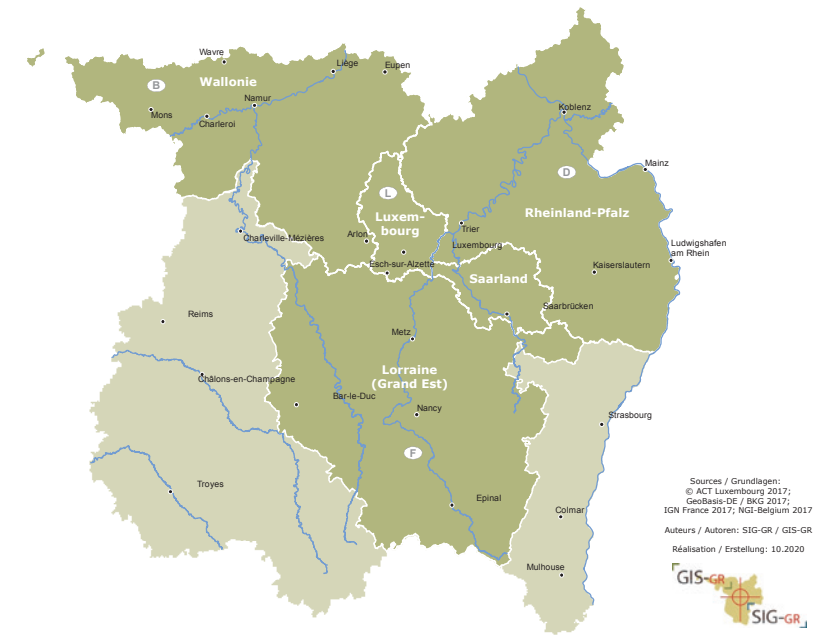 Wavre
Liège
Eupen
B
Wallonie
Namur
Mons
Charleroi
Koblenz
Mainz
D
L
Rheinland-Pfalz
Luxem-
bourg
Trier
Arlon
Charleville-Mézières
Luxembourg
Ludwigshafen
am Rhein
Esch-sur-Alzette
Kaiserslautern
Saarland
Saarbrücken
Reims
Metz
Lorraine
(Grand Est)
Châlons-en-Champagne
Bar-le-Duc
Nancy
Strasbourg
F
Troyes
Epinal
Colmar
Mulhouse
Sources / Grundlagen:
© ACT Luxembourg 2017;
GeoBasis-DE / BKG 2017;
IGN France 2017; NGI-Belgium 2017
Auteurs / Autoren: SIG-GR / GIS-GR
Réalisation / Erstellung: 10.2020
GIS-GR
SIG-GR